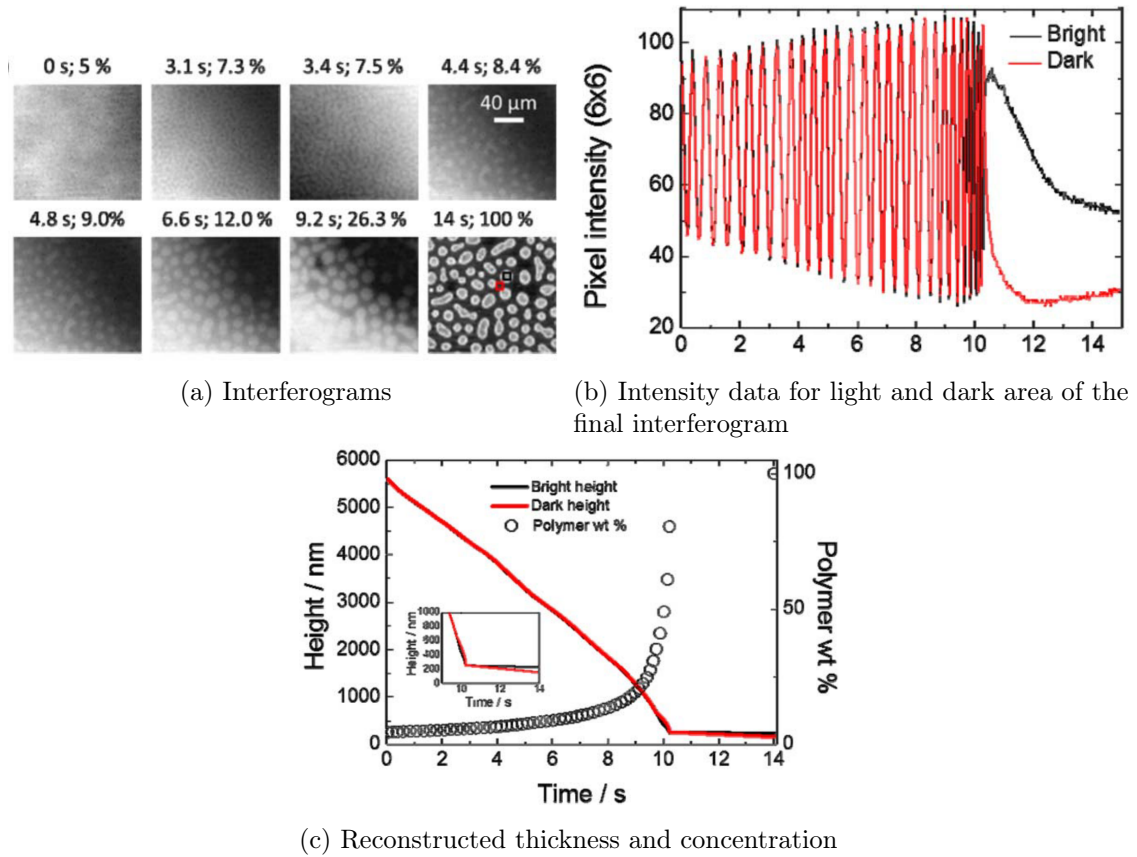 0 s; 5 %
3.1 s; 7.3 %
3.4 s; 7.5 %
4.4 s; 8.4 %
40 µm
4.8 s; 9.0%
6.6 s; 12.0 %
9.2 s; 26.3 %
14 s; 100 %
(a) Interferograms
Pixel intensity (6x6)
100
80
60
40
20
Bright
Dark
0 2 4 6 8 10 12 14
(b) Intensity data for light and dark area of the
final interferogram
Height / nm
6000
5000
4000
3000
2000
1000
0
Bright height
Dark height
Polymer wt %
Height / nm
1000
800
600
400
200
0
10 12 14
Time / s
100
50
0
Polymer wt %
0 2 4 6 8 10 12 14
Time / s
(c) Reconstructed thickness and concentration